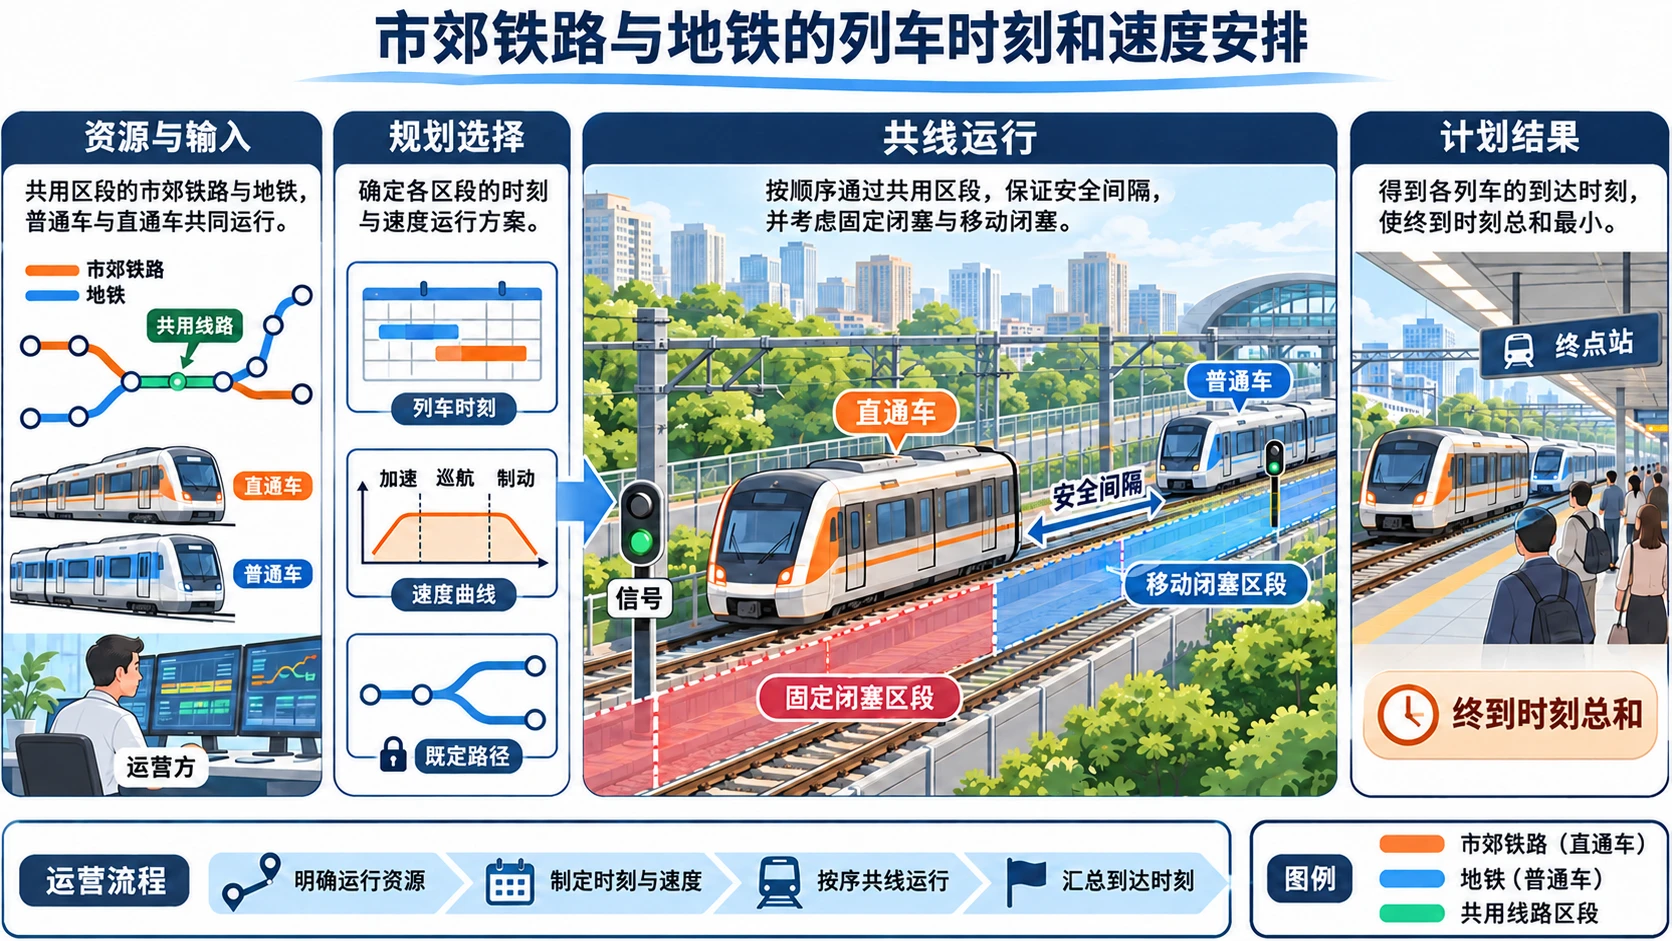 市郊铁路与地铁的列车时刻和速度安排
资源与输入
共用区段的市郊铁路与地铁，
普通车与直通车共同运行。
市郊铁路
地铁
共用线路
直通车
普通车
运营方
规划选择
确定各区段的时刻
与速度运行方案。
列车时刻
加速 巡航 制动
速度曲线
既定路径
共线运行
按顺序通过共用区段，保证安全间隔，
并考虑固定闭塞与移动闭塞。
直通车
普通车
安全间隔
信号
移动闭塞区段
固定闭塞区段
计划结果
得到各列车的到达时刻，
使终到时刻总和最小。
终点站
终到时刻总和
运营流程
明确运行资源
制定时刻与速度
按序共线运行
汇总到达时刻
图例
市郊铁路（直通车）
地铁（普通车）
共用线路区段